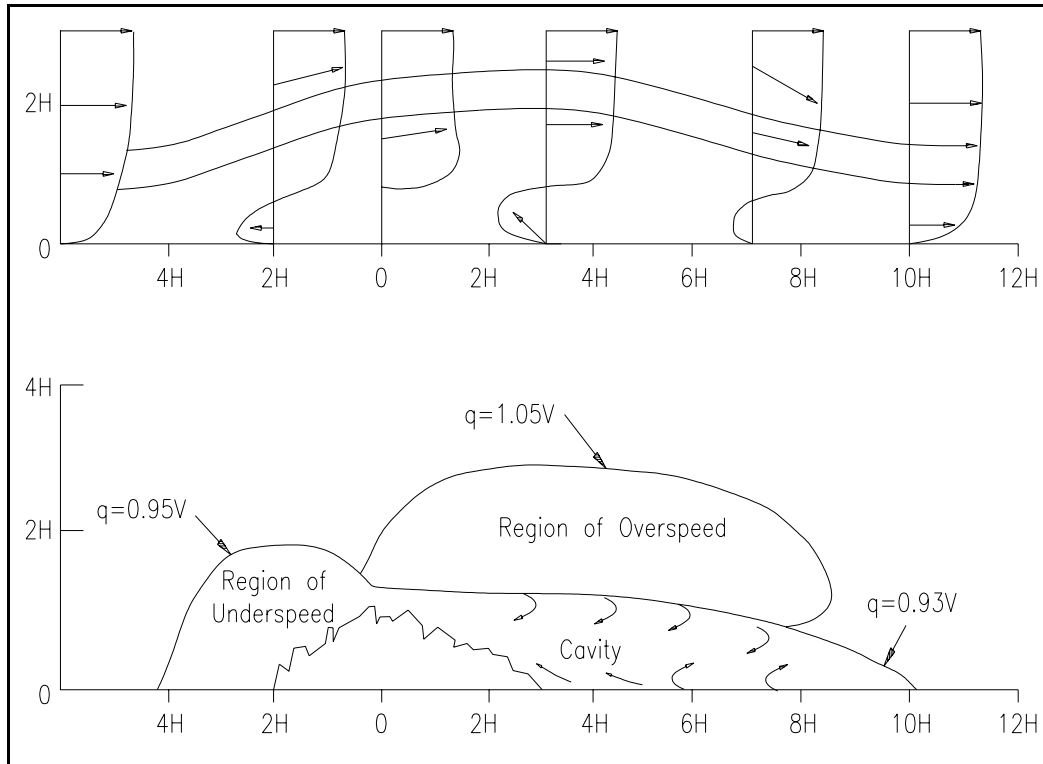 2H
0
4H 2H 0 2H 4H 6H 8H 10H 12H
4H
q=1.05V
q=0.95V
2H
Region of Overspeed
Region of
Underspeed
q=0.93V
Cavity
0
4H 2H 0 2H 4H 6H 8H 10H 12H